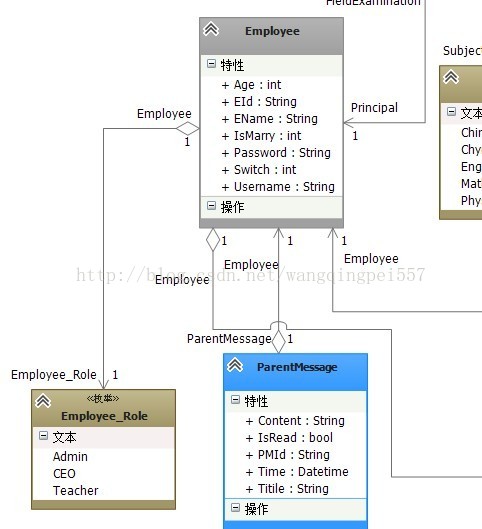 FieldExamination
Employee
特性
+ Age : int
+ EId : String
+ EName : String
+ IsMarry : int
+ Password : String
+ Switch : int
+ Username : String
操作
Employee
1
Principal
1
Subject
文本
Chi
Chy
Eng
Mat
Phy
1
1
1
Employee
Employee
Employee
http://blog.csdn.net/wangqingpei557
ParentMessage
1
Employee_Role
1
«枚举»
Employee_Role
文本
Admin
CEO
Teacher
ParentMessage
特性
+ Content : String
+ IsRead : bool
+ PMId : String
+ Time : Datetime
+ Titile : String
操作